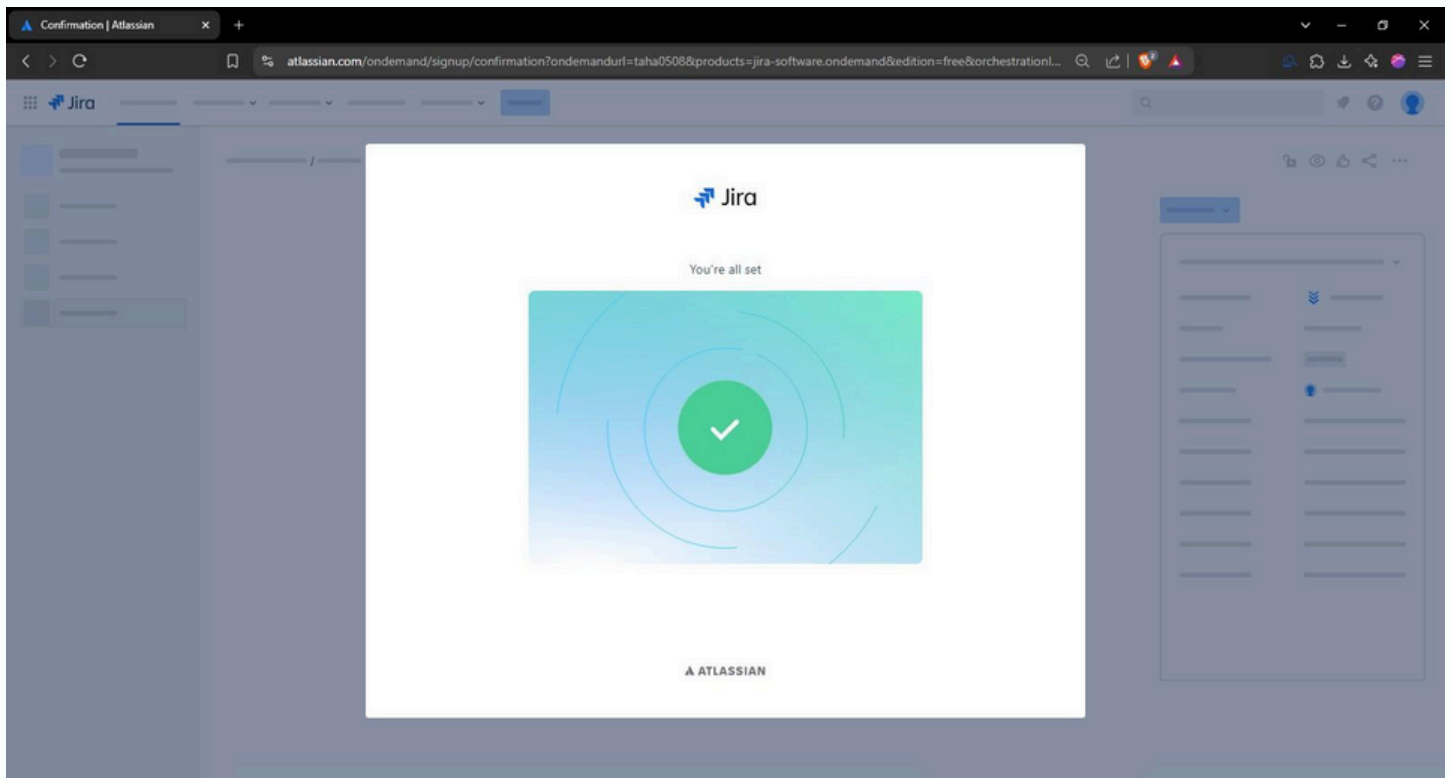 Confirmation | Atlassian
atlassian.com/ondemand/signup/confirmation?ondemandurl=taha0508&products=jira-software.ondemand&edition=free&orchestrationI...
Jira
Jira
You're all set
ATLASSIAN